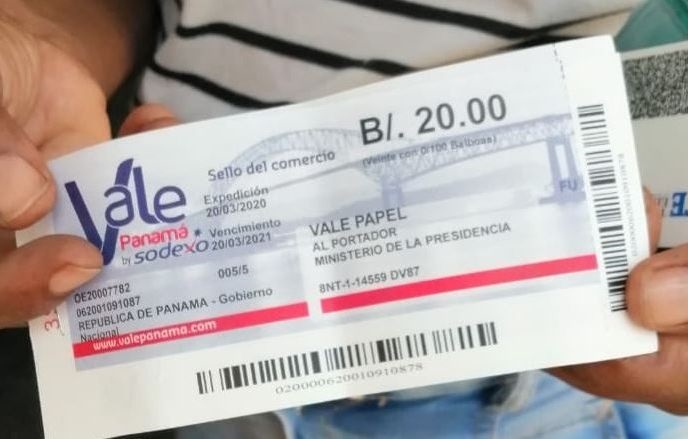 Vale
Panamá
by sodexo
Sello del comercio
Expedición
20/03/2020
Vencimiento
20/03/2021
005/5
OE20007782
062001091087
REPUBLICA DE PANAMA - Gobierno
Nacional
www.valepanama.com
B/. 20.00
(Veinte con 0/100 Balboas)
FU
VALE PAPEL
AL PORTADOR
MINISTERIO DE LA PRESIDENCIA
8NT-1-14559 DV87
020000620010910878